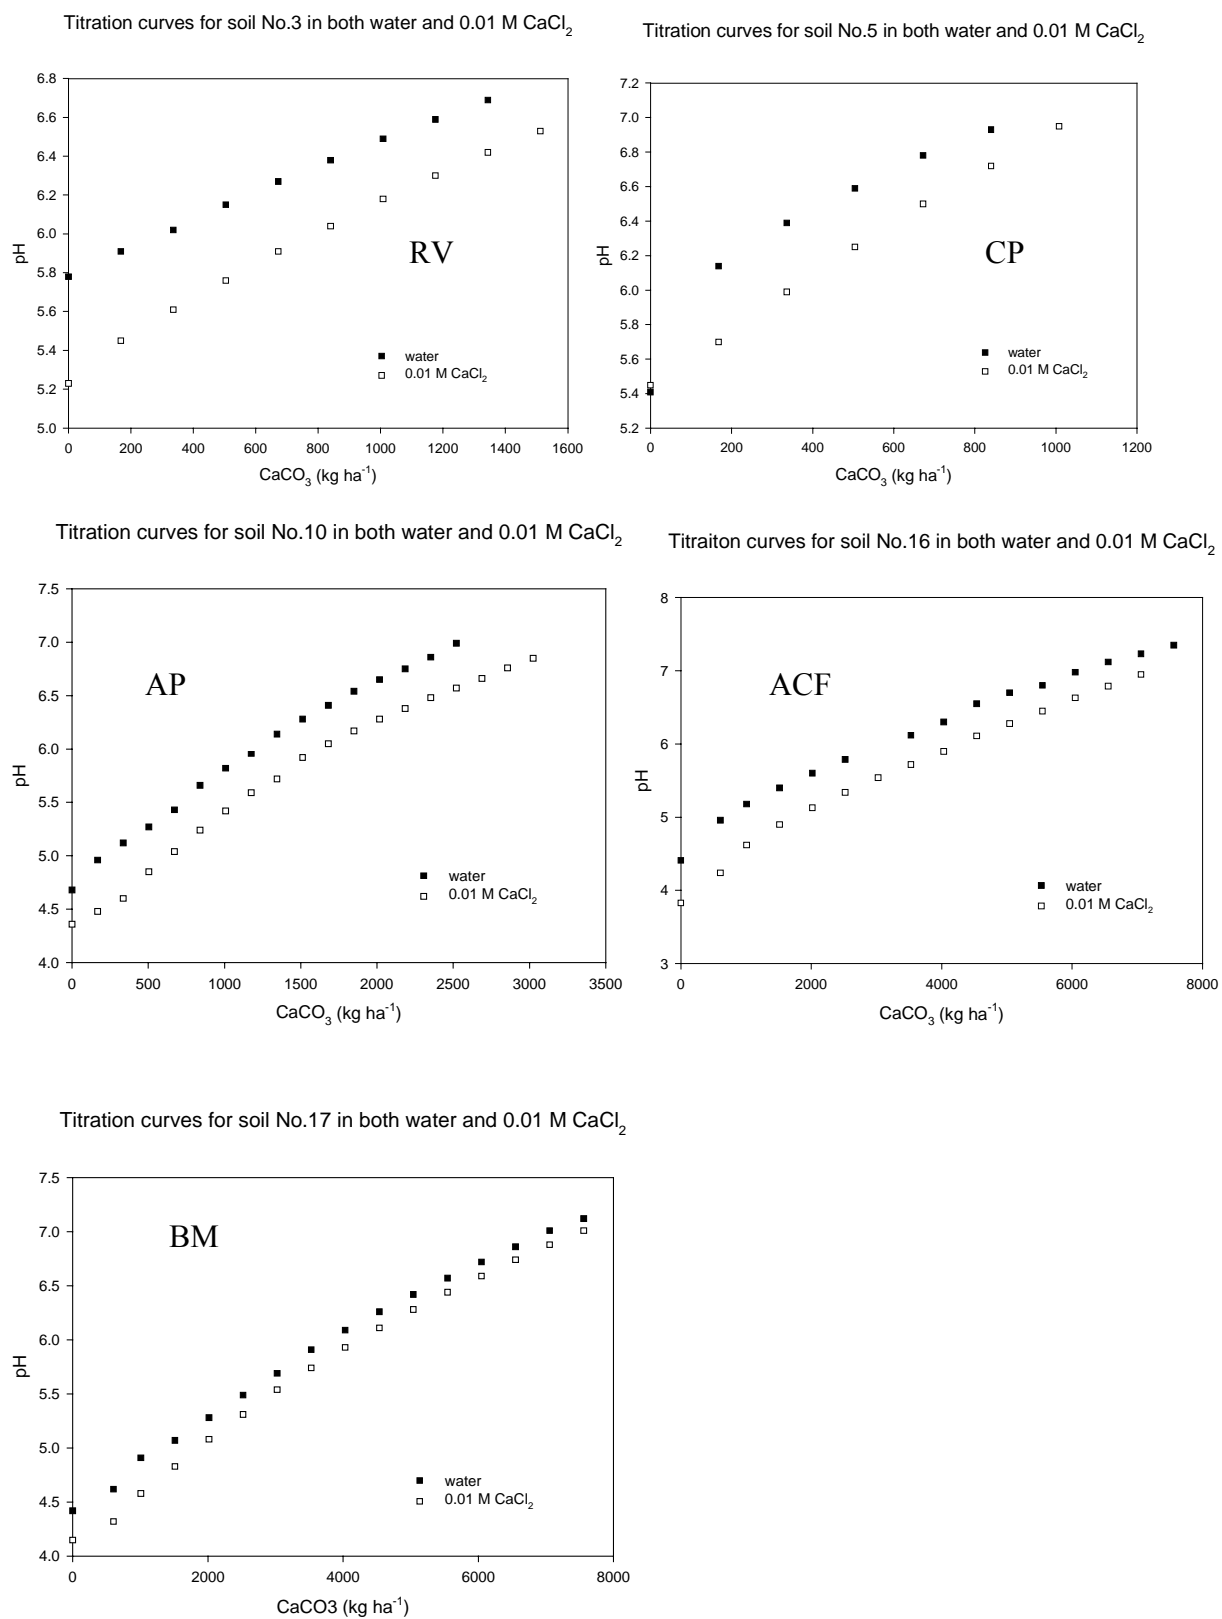 Titration curves for soil No.3 in both water and 0.01 M CaCl2
6.8
6.6
6.4
6.2
6.0
5.8
5.6
5.4
5.2
5.0
pH
RV
water
0.01 M CaCl2
0 200 400 600 800 1000 1200 1400 1600
CaCO3 (kg ha-1)
Titration curves for soil No.5 in both water and 0.01 M CaCl2
7.2
7.0
6.8
6.6
6.4
6.2
6.0
5.8
5.6
5.4
5.2
pH
CP
water
0.01 M CaCl2
0 200 400 600 800 1000 1200
CaCO3 (kg ha-1)
Titration curves for soil No.10 in both water and 0.01 M CaCl2
7.5
7.0
6.5
6.0
5.5
5.0
4.5
4.0
pH
AP
water
0.01 M CaCl2
0 500 1000 1500 2000 2500 3000 3500
CaCO3 (kg ha-1)
Titraiton curves for soil No.16 in both water and 0.01 M CaCl2
8
7
6
5
4
3
pH
ACF
water
0.01 M CaCl2
0 2000 4000 6000 8000
CaCO3 (kg ha-1)
Titration curves for soil No.17 in both water and 0.01 M CaCl2
7.5
7.0
6.5
6.0
5.5
5.0
4.5
4.0
pH
BM
water
0.01 M CaCl2
0 2000 4000 6000 8000
CaCO3 (kg ha-1)